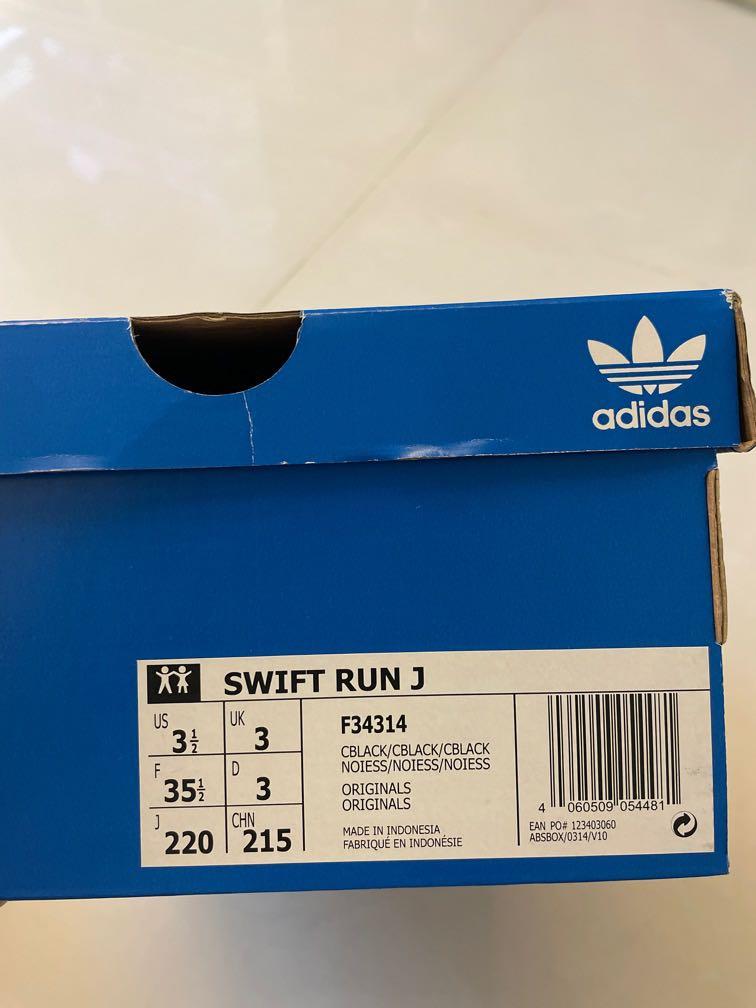 adidas
SWIFT RUN J
US 3½
UK 3
F 35½
D 3
J 220
CHN 215
F34314
CBLACK/CBLACK/CBLACK
NOIESS/NOIESS/NOIESS
ORIGINALS
ORIGINALS
MADE IN INDONESIA
FABRIQUÉ EN INDONÉSIE
4 060509 054481
EAN PO# 123403060
ABSBOX/0314/V10